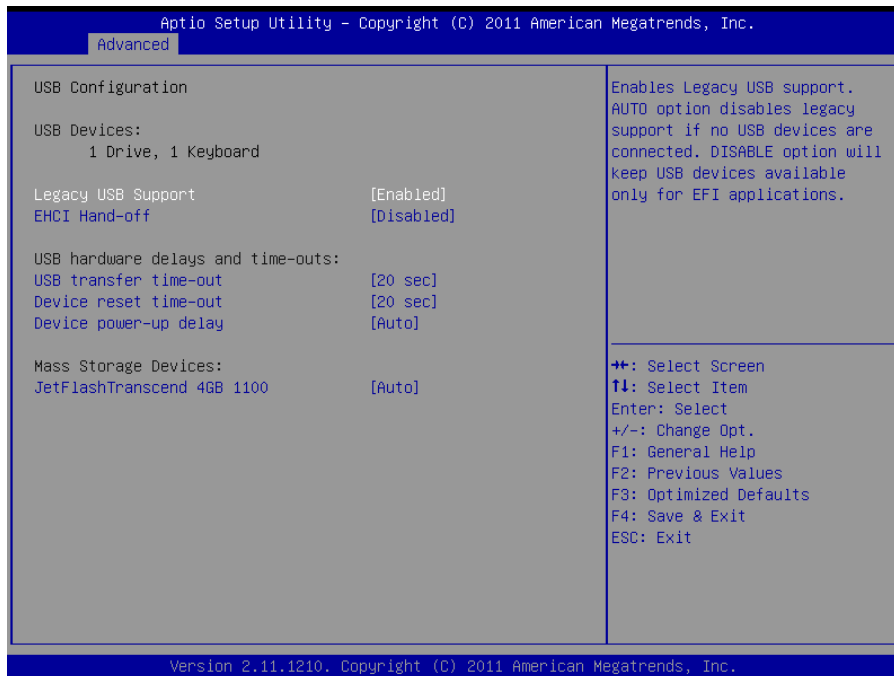 Aptio Setup Utility – Copyright (C) 2011 American Megatrends, Inc.
Advanced
USB Configuration
USB Devices:
1 Drive, 1 Keyboard
Legacy USB Support [Enabled]
EHCI Hand-off [Disabled]
USB hardware delays and time-outs:
USB transfer time-out [20 sec]
Device reset time-out [20 sec]
Device power-up delay [Auto]
Mass Storage Devices:
JetFlashTranscend 4GB 1100 [Auto]
Enables Legacy USB support.
AUTO option disables legacy
support if no USB devices are
connected. DISABLE option will
keep USB devices available
only for EFI applications.
→←: Select Screen
↑↓: Select Item
Enter: Select
+/-: Change Opt.
F1: General Help
F2: Previous Values
F3: Optimized Defaults
F4: Save & Exit
ESC: Exit
Version 2.11.1210. Copyright (C) 2011 American Megatrends, Inc.